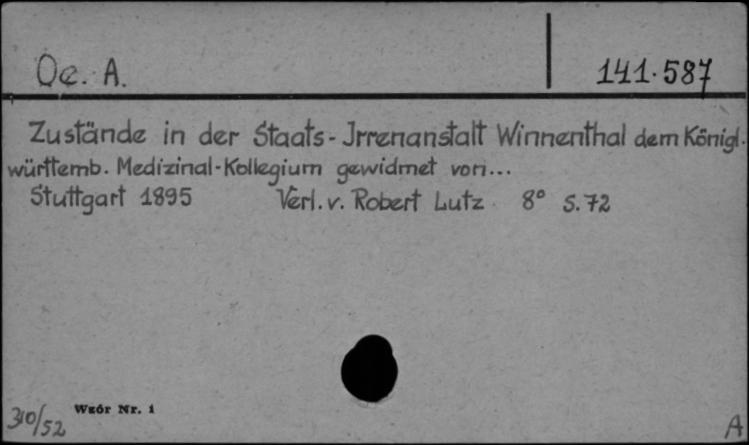 Oe. A.
141.587
Zustände in der Staats-Irrenanstalt Winnenthal dem Königl.
württemb. Medizinal-Kollegium gewidmet von...
Stuttgart 1895 Verl. v. Robert Lutz 8° S. 72
Wzór Nr. 1
310/52
A